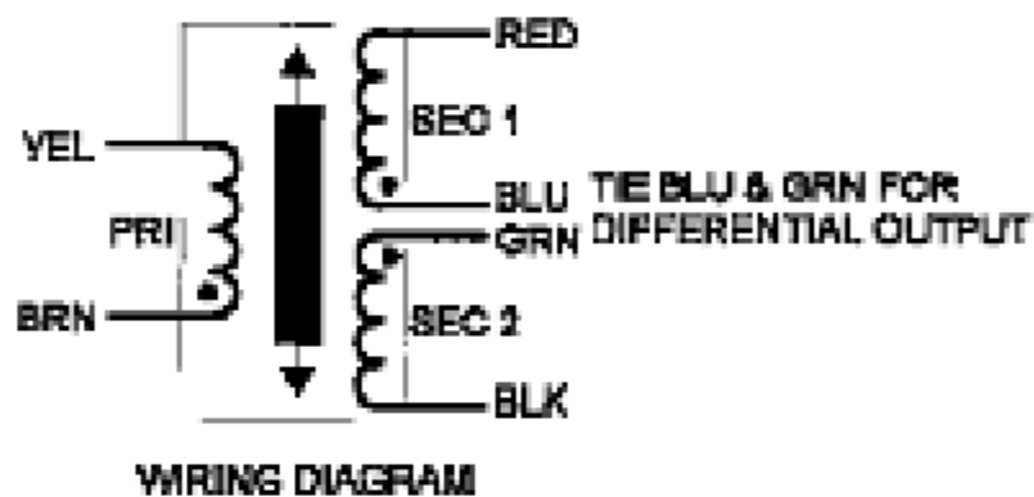 RED
SEC 1
YEL
TIE BLU & GRN FOR
BLU
DIFFERENTIAL OUTPUT
GRN
PRI
BRN
SEC 2
BLK
WIRING DIAGRAM